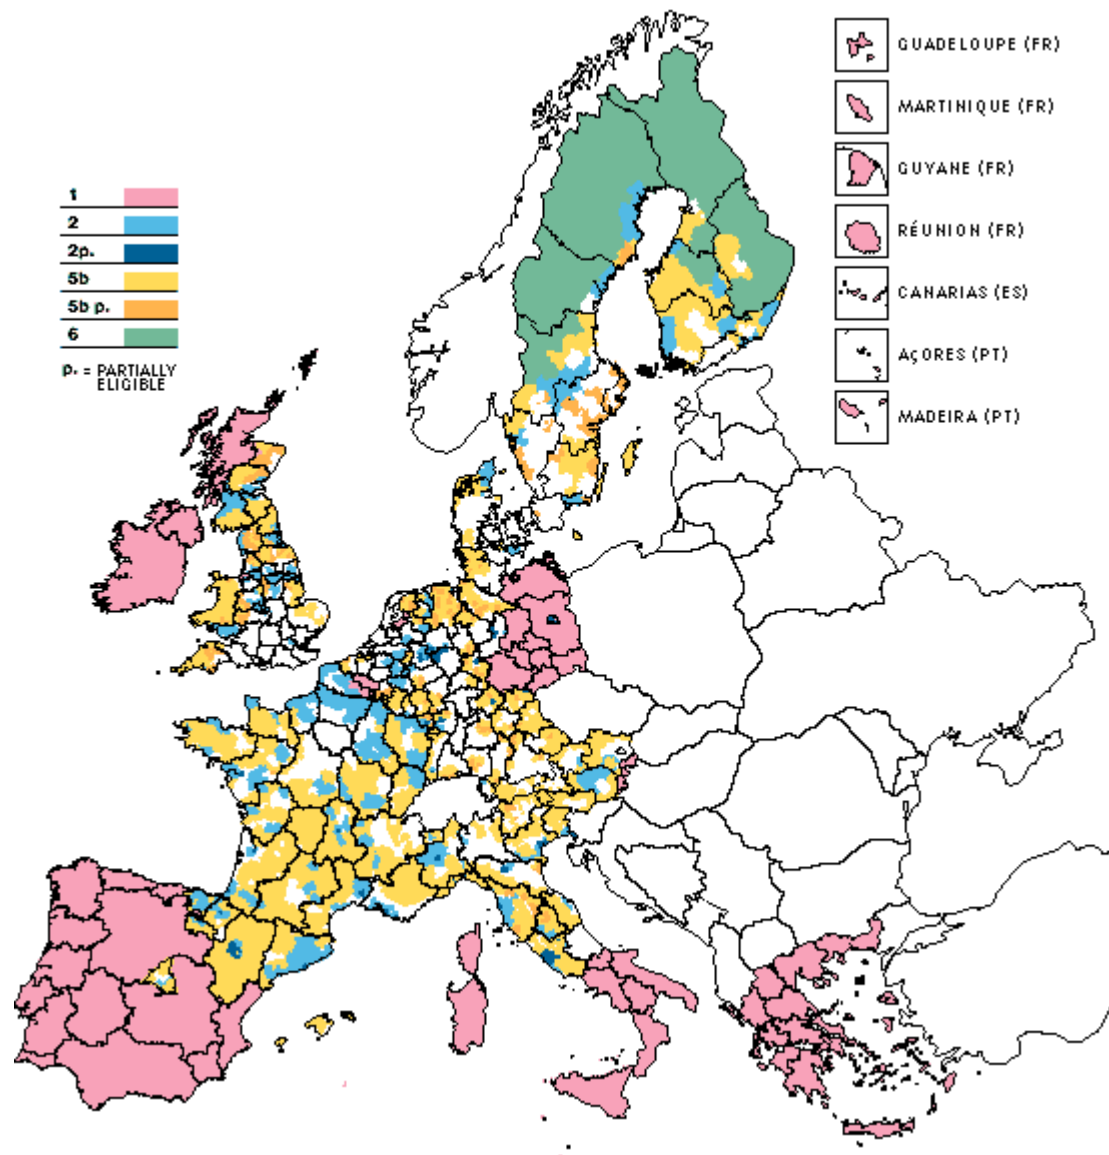 1
2
2p.
5b
5b p.
6
p. = PARTIALLY
ELIGIBLE
GUADELOUPE (FR)
MARTINIQUE (FR)
GUYANE (FR)
RÉUNION (FR)
CANARIAS (ES)
AÇORES (PT)
MADEIRA (PT)